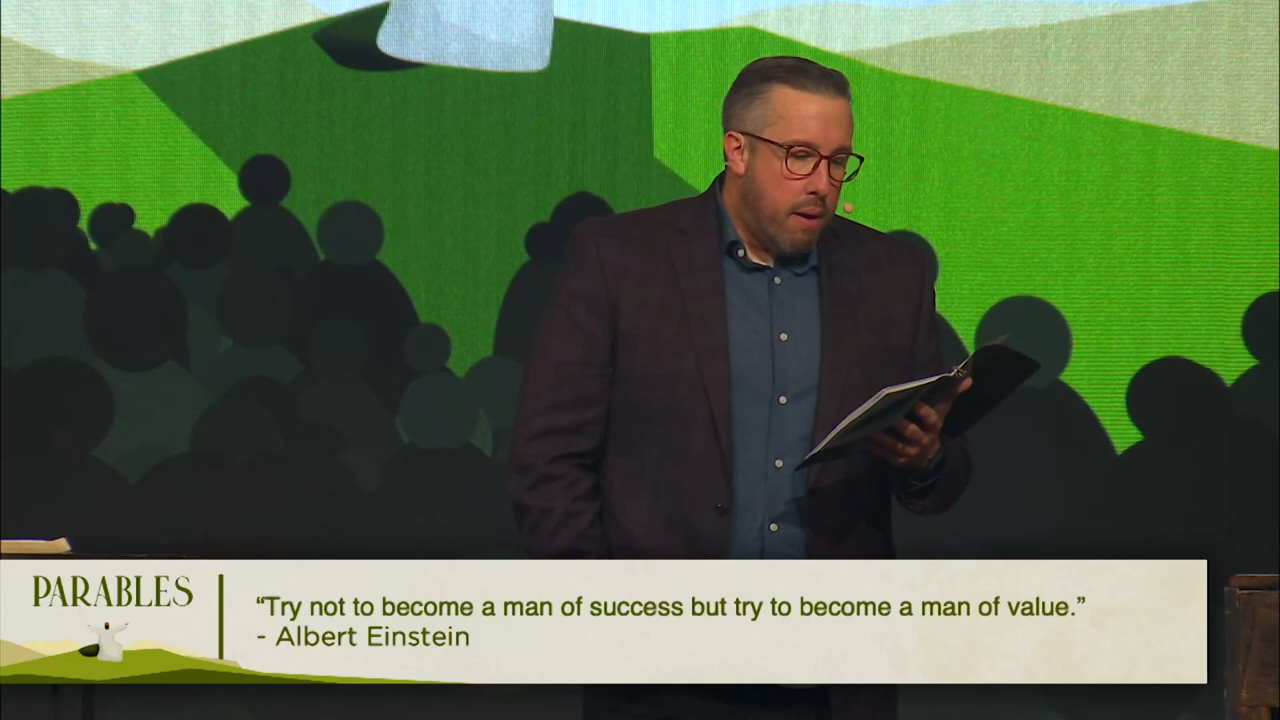 PARABLES
“Try not to become a man of success but try to become a man of value.”
- Albert Einstein